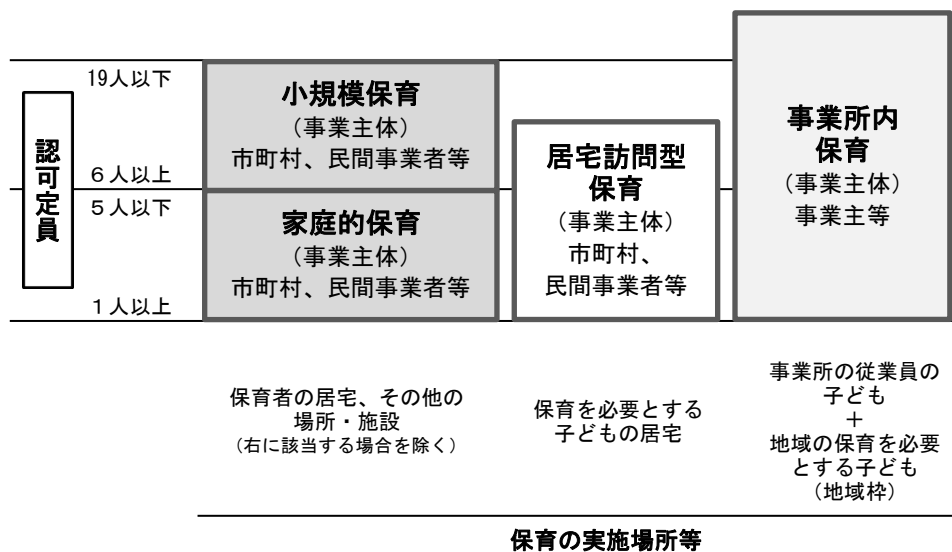 認可定員
19人以下
６人以上
５人以下
１人以上
小規模保育
（事業主体）
市町村、民間事業者等
家庭的保育
（事業主体）
市町村、民間事業者等
居宅訪問型
保育
（事業主体）
市町村、
民間事業者等
事業所内
保育
（事業主体）
事業主等
保育者の居宅、その他の
場所・施設
（右に該当する場合を除く）
保育を必要とする
子どもの居宅
事業所の従業員の
子ども
＋
地域の保育を必要
とする子ども
（地域枠）
保育の実施場所等